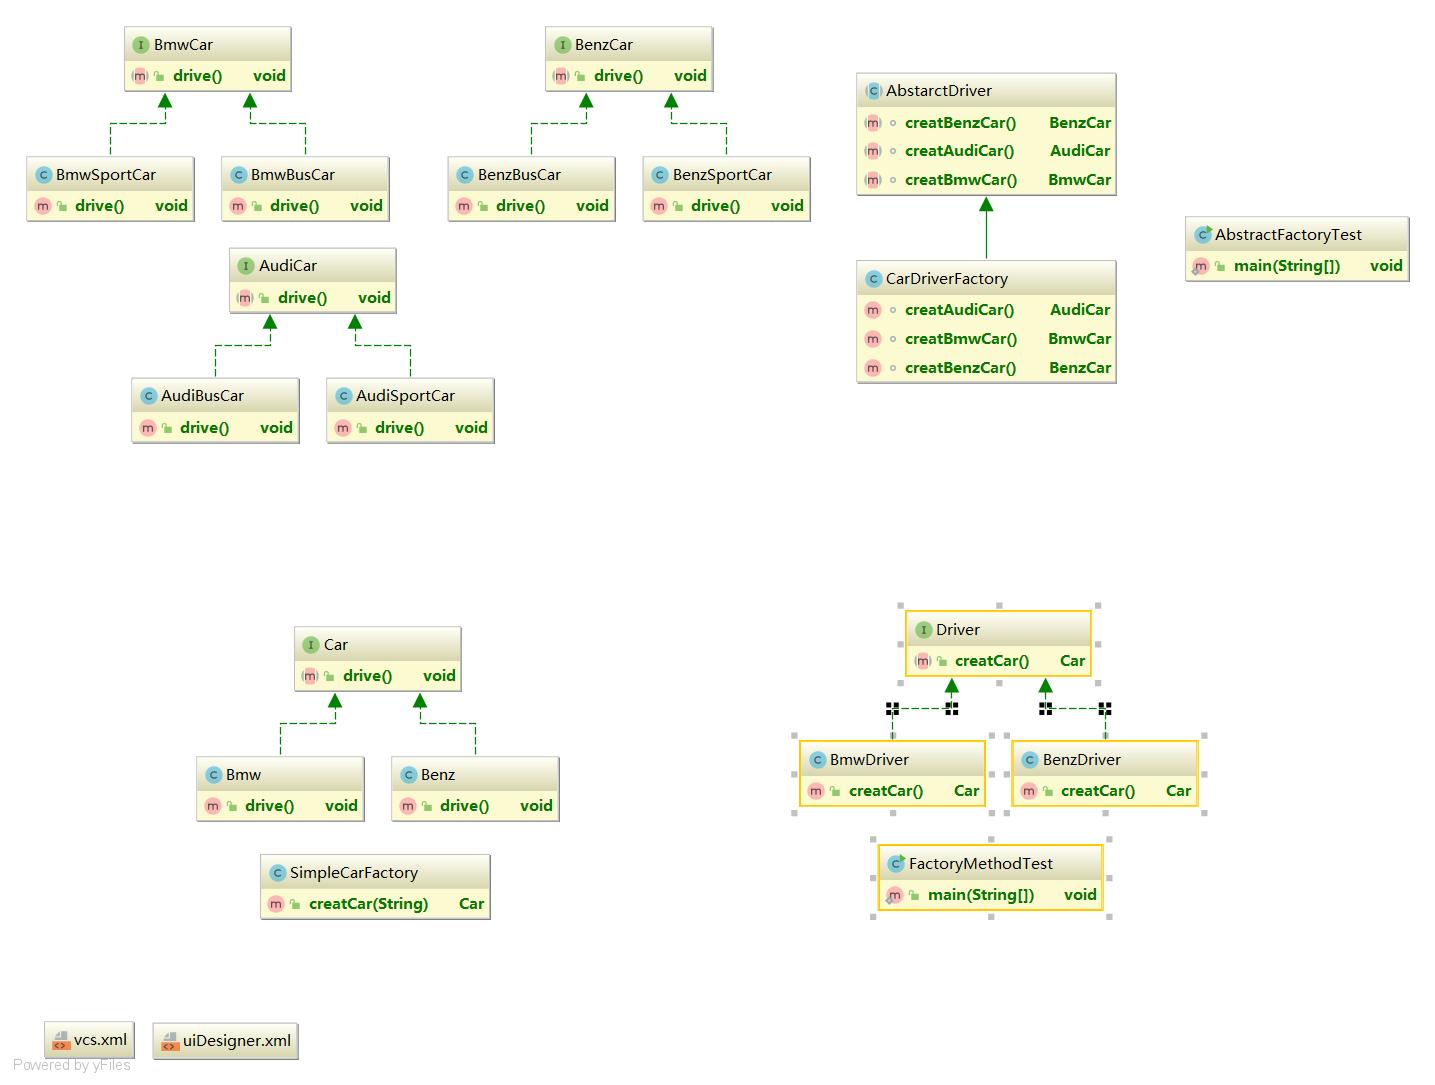 BmwCar
drive() void
BmwSportCar
drive() void
BmwBusCar
drive() void
BenzCar
drive() void
BenzBusCar
drive() void
BenzSportCar
drive() void
AudiCar
drive() void
AudiBusCar
drive() void
AudiSportCar
drive() void
AbstarctDriver
creatBenzCar() BenzCar
creatAudiCar() AudiCar
creatBmwCar() BmwCar
CarDriverFactory
creatAudiCar() AudiCar
creatBmwCar() BmwCar
creatBenzCar() BenzCar
AbstractFactoryTest
main(String[]) void
Car
drive() void
Bmw
drive() void
Benz
drive() void
SimpleCarFactory
creatCar(String) Car
Driver
creatCar() Car
BmwDriver
creatCar() Car
BenzDriver
creatCar() Car
FactoryMethodTest
main(String[]) void
vcs.xml
uiDesigner.xml
Powered by yFiles